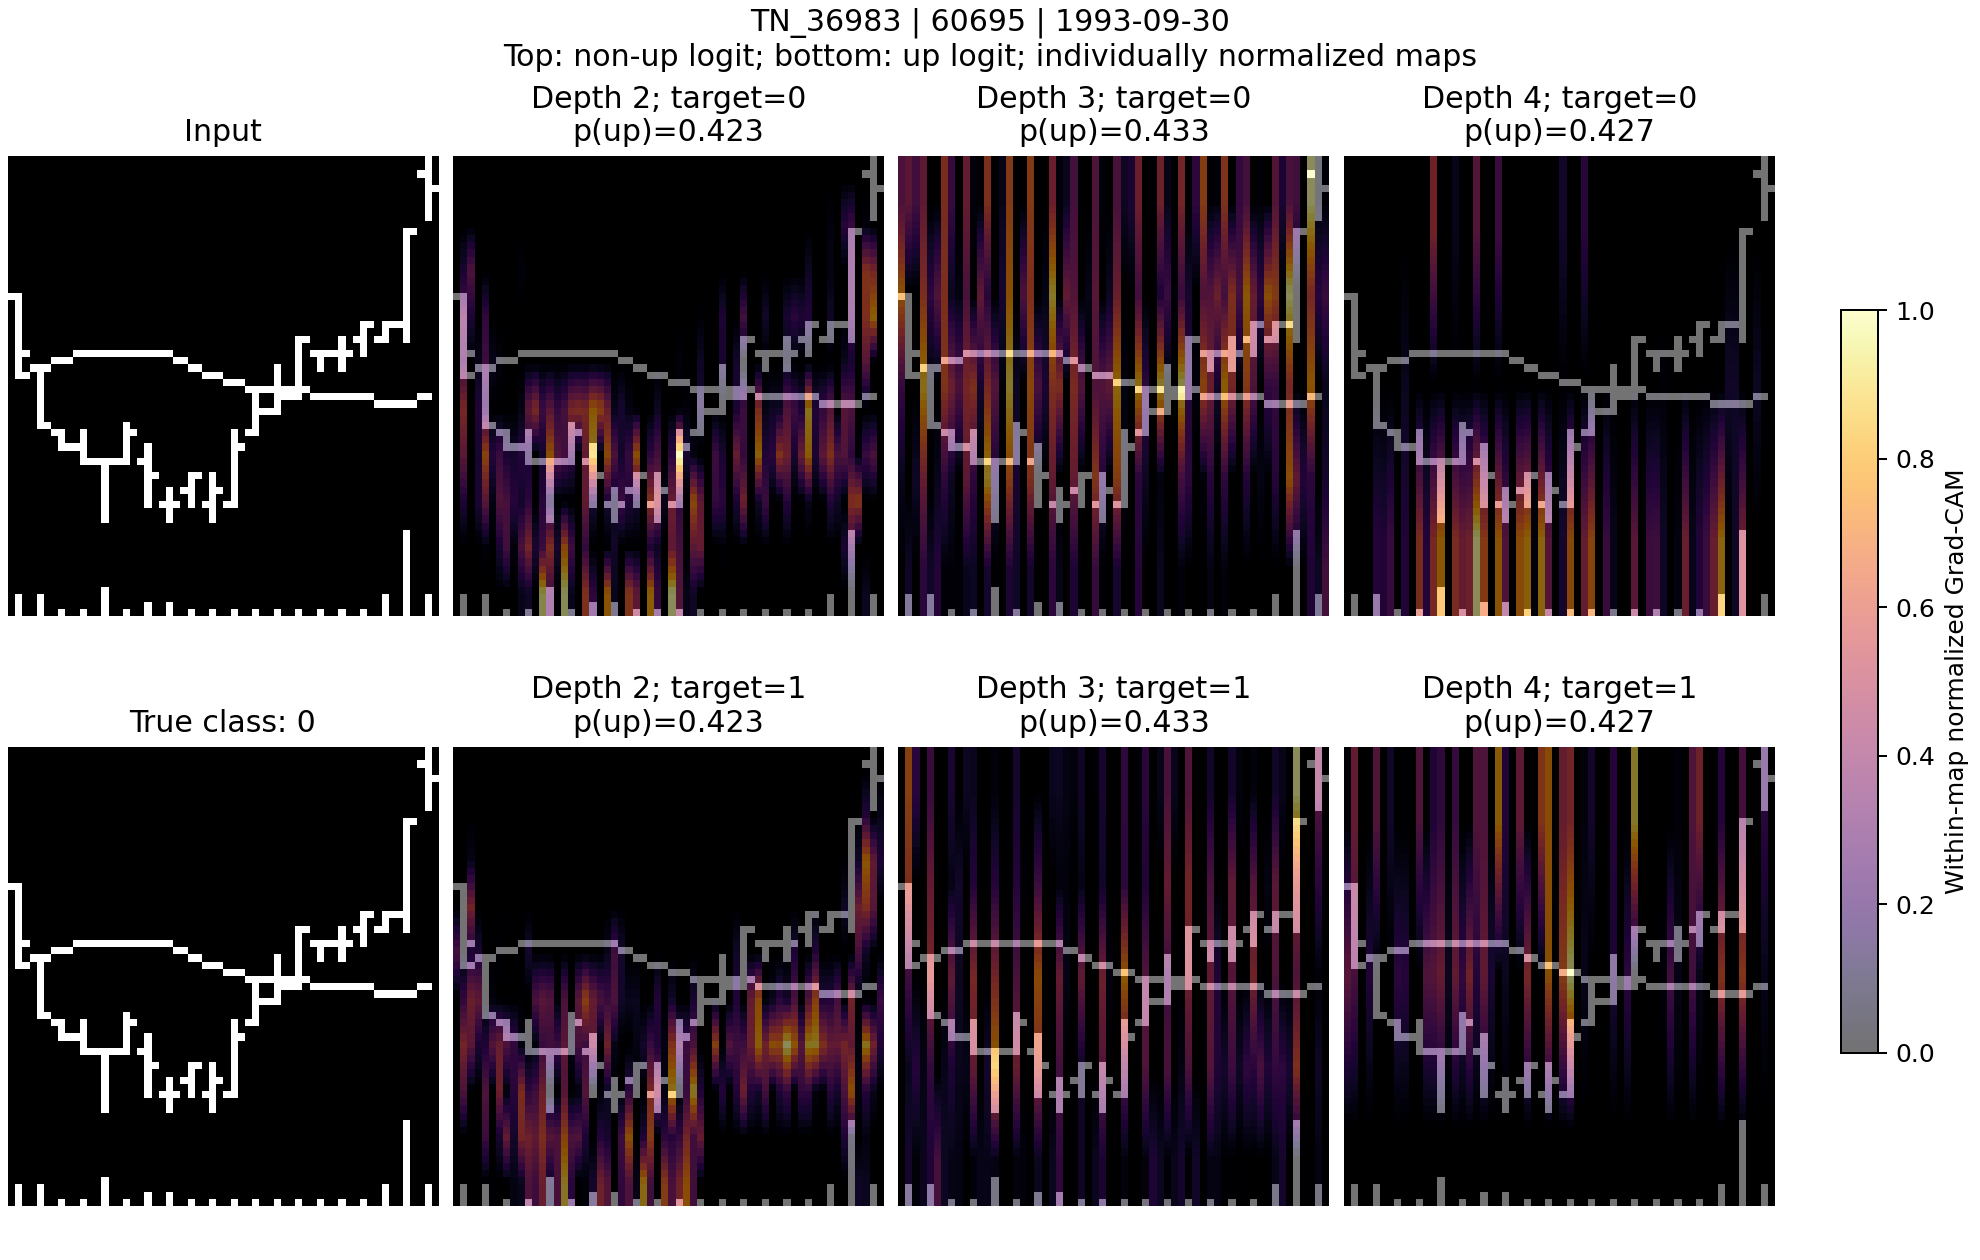 TN_36983 | 60695 | 1993-09-30
Top: non-up logit; bottom: up logit; individually normalized maps
Input
Depth 2; target=0
p(up)=0.423
Depth 3; target=0
p(up)=0.433
Depth 4; target=0
p(up)=0.427
True class: 0
Depth 2; target=1
p(up)=0.423
Depth 3; target=1
p(up)=0.433
Depth 4; target=1
p(up)=0.427
1.0
0.8
0.6
0.4
0.2
0.0
Within-map normalized Grad-CAM